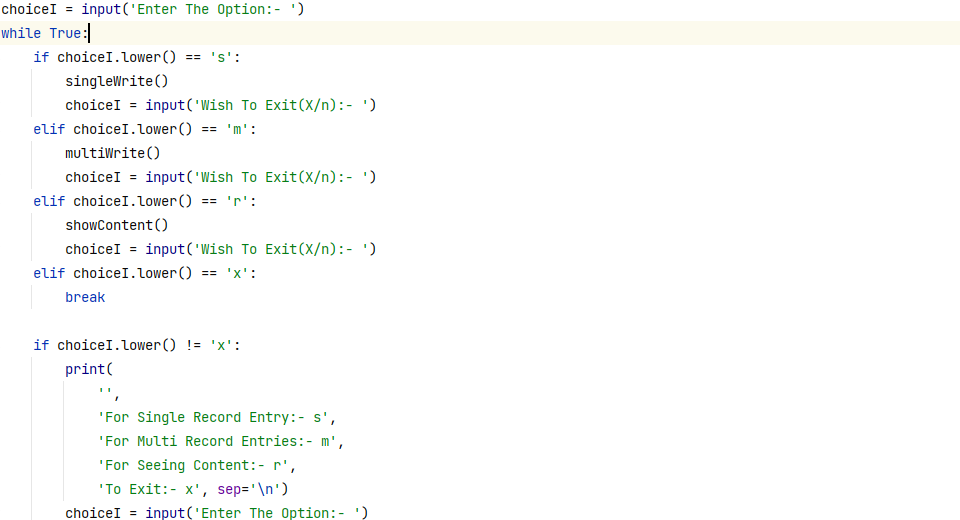 choiceI = input('Enter The Option:- ')
while True:
    if choiceI.lower() == 's':
        singleWrite()
        choiceI = input('Wish To Exit(X/n):- ')
    elif choiceI.lower() == 'm':
        multiWrite()
        choiceI = input('Wish To Exit(X/n):- ')
    elif choiceI.lower() == 'r':
        showContent()
        choiceI = input('Wish To Exit(X/n):- ')
    elif choiceI.lower() == 'x':
        break

    if choiceI.lower() != 'x':
        print(
            '',
            'For Single Record Entry:- s',
            'For Multi Record Entries:- m',
            'For Seeing Content:- r',
            'To Exit:- x', sep='\n')
        choiceI = input('Enter The Option:- ')